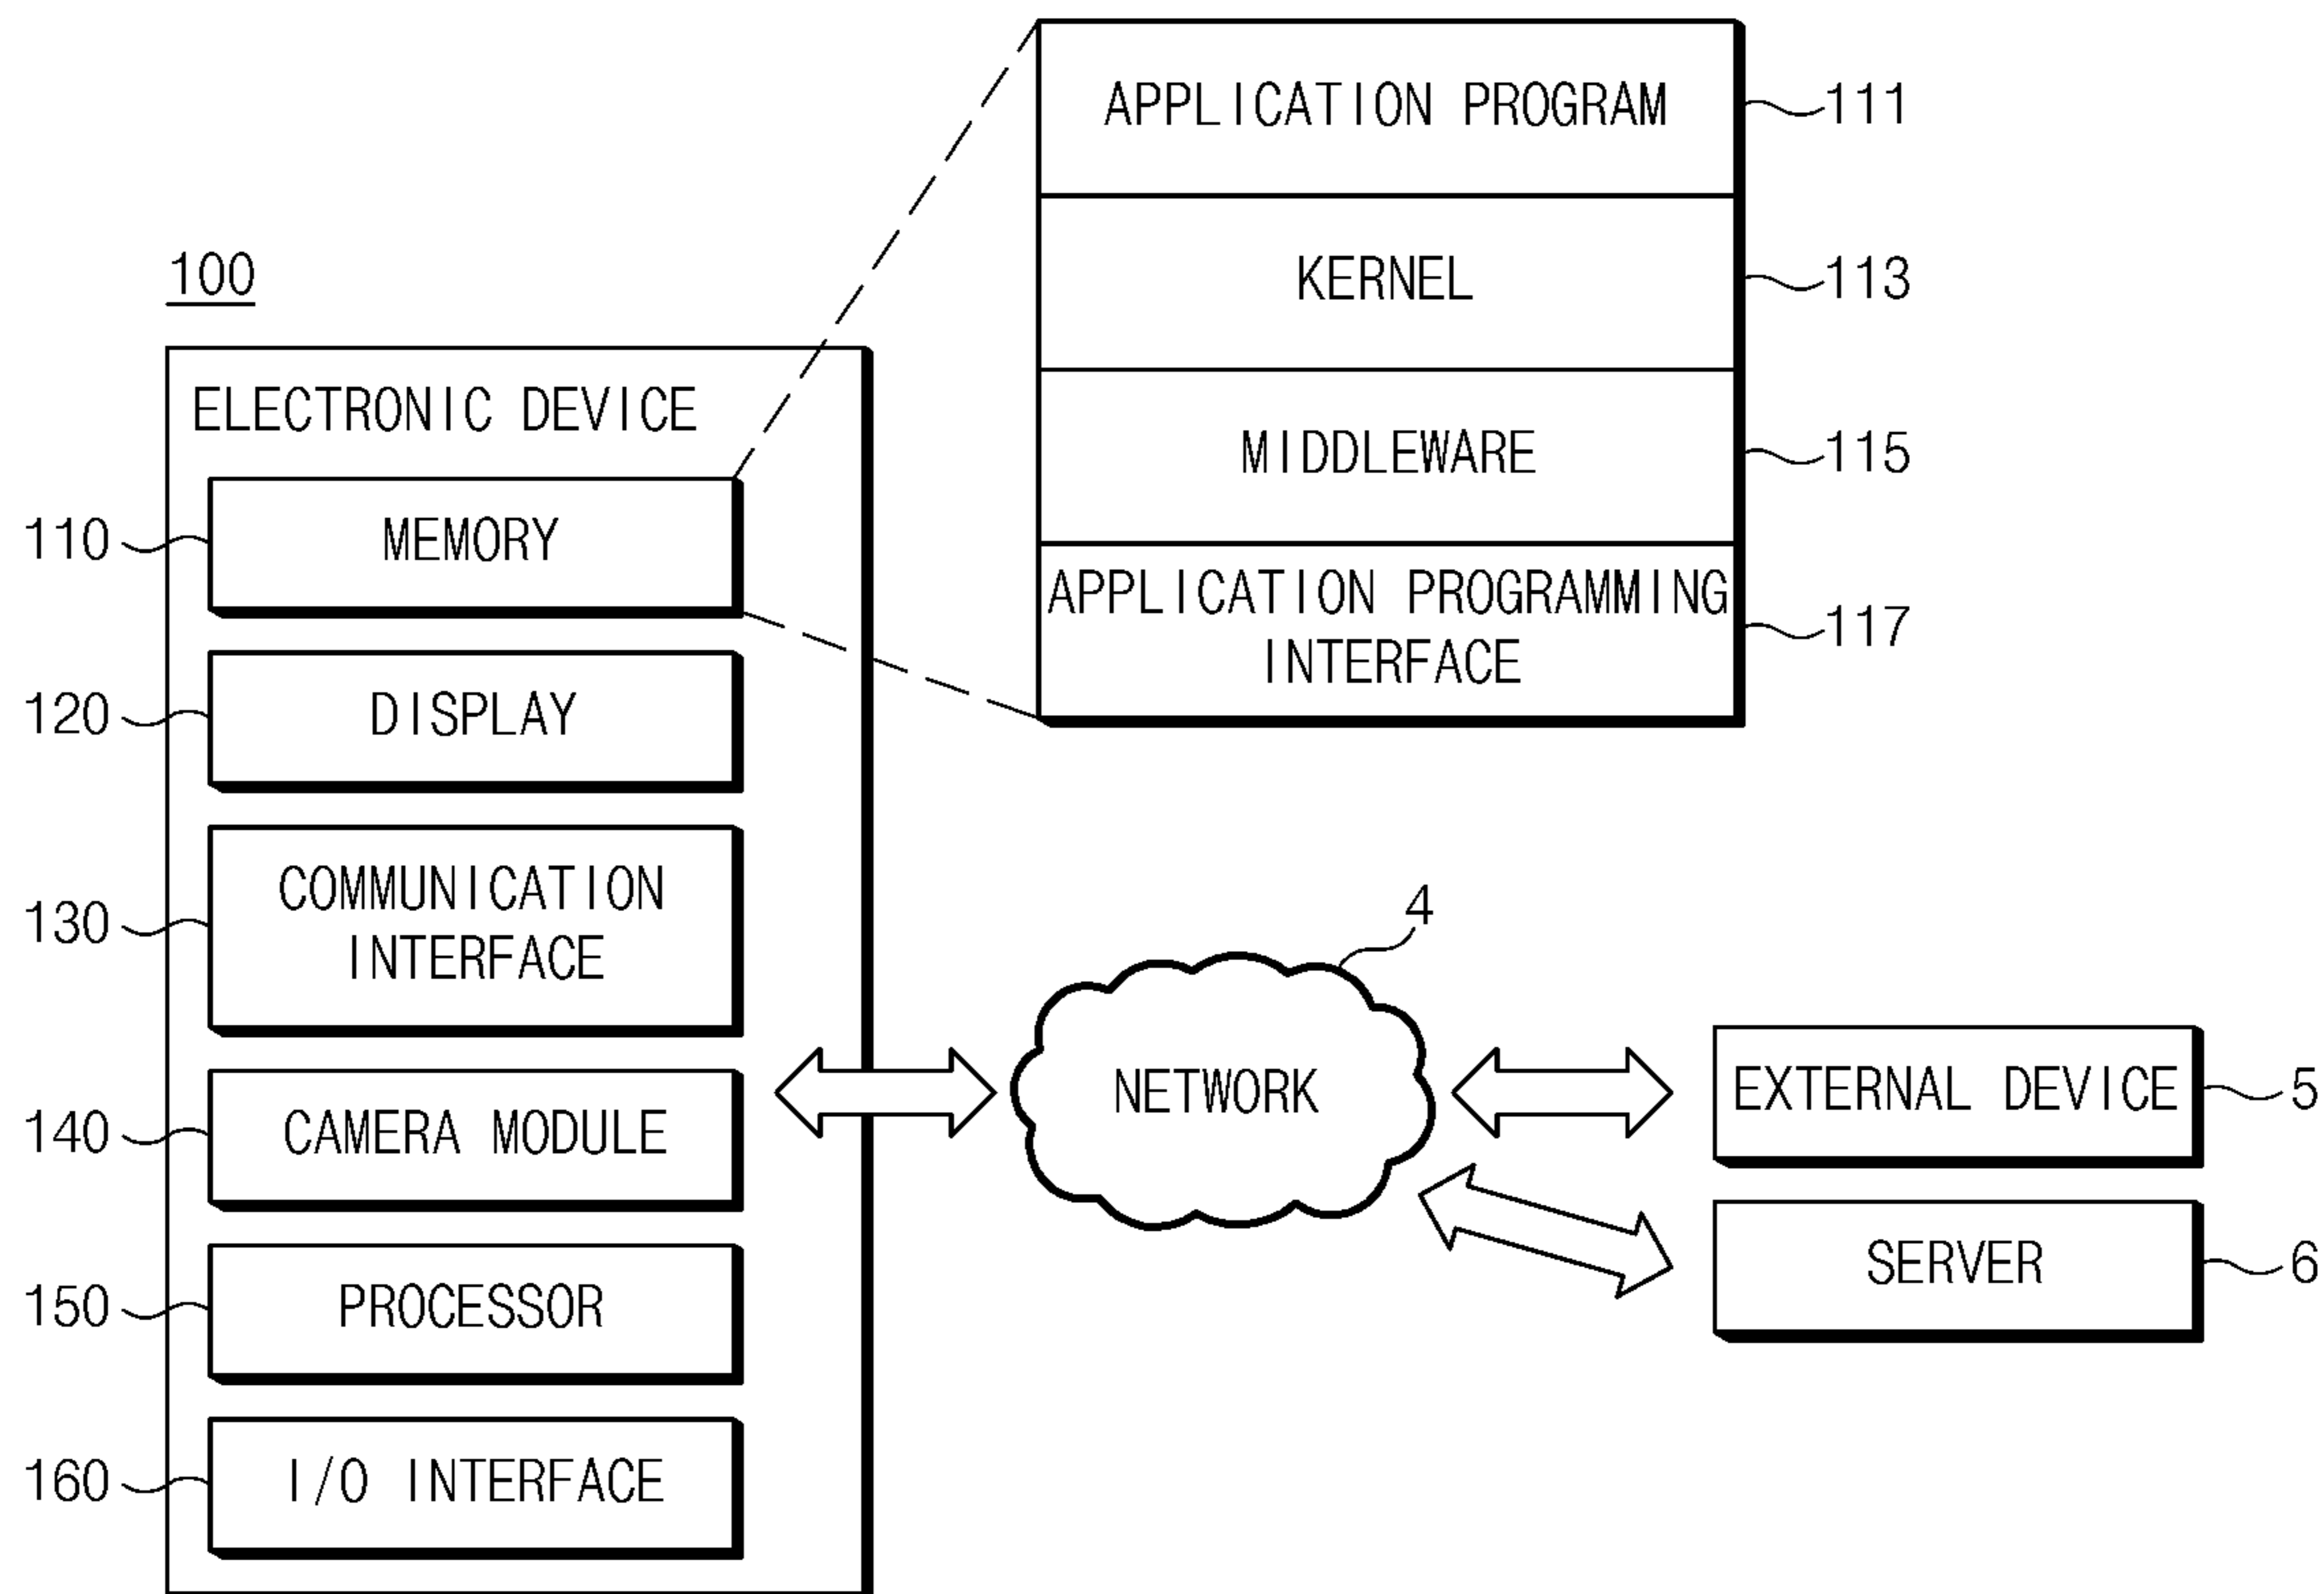 APPLICATION PROGRAM
111
KERNEL
113
MIDDLEWARE
115
APPLICATION PROGRAMMING
INTERFACE
117
100
ELECTRONIC DEVICE
110
MEMORY
120
DISPLAY
130
COMMUNICATION
INTERFACE
140
CAMERA MODULE
150
PROCESSOR
160
I/O INTERFACE
4
NETWORK
EXTERNAL DEVICE
5
SERVER
6